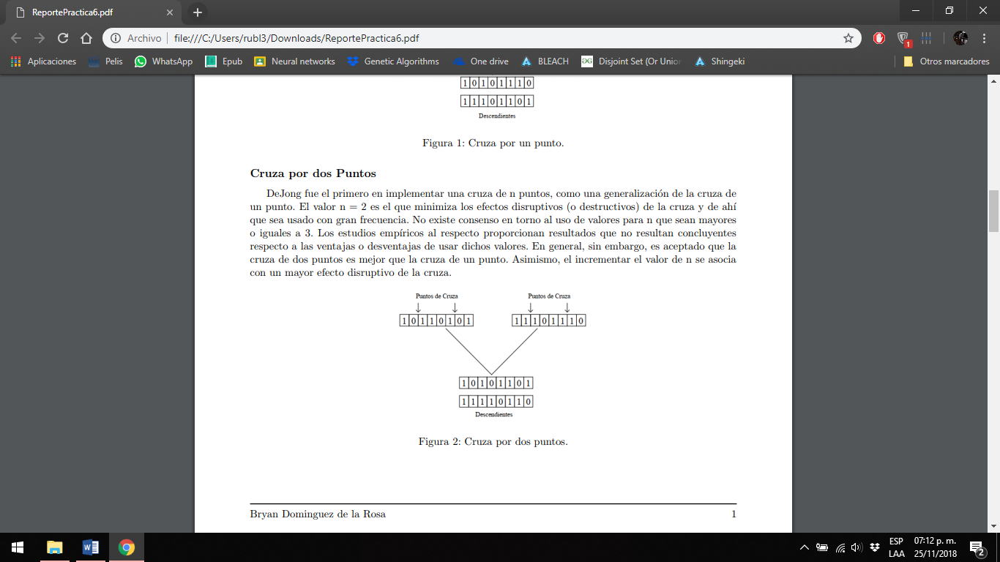 ReportePractica6.pdf
Archivo file:///C:/Users/rubl3/Downloads/ReportePractica6.pdf
1
Aplicaciones Pelis WhatsApp Epub Neural networks Genetic Algorithms One drive BLEACH Disjoint Set (Or Union Shingeki Otros marcadores
1 0 1 0 1 1 1 0
1 1 1 0 1 1 0 1
Descendientes
Figura 1: Cruza por un punto.
Cruza por dos Puntos
DeJong fue el primero en implementar una cruza de n puntos, como una generalización de la cruza de
un punto. El valor n = 2 es el que minimiza los efectos disruptivos (o destructivos) de la cruza y de ahí
que sea usado con gran frecuencia. No existe consenso en torno al uso de valores para n que sean mayores
o iguales a 3. Los estudios empíricos al respecto proporcionan resultados que no resultan concluyentes
respecto a las ventajas o desventajas de usar dichos valores. En general, sin embargo, es aceptado que la
cruza de dos puntos es mejor que la cruza de un punto. Asimismo, el incrementar el valor de n se asocia
con un mayor efecto disruptivo de la cruza.
Puntos de Cruza Puntos de Cruza
1 0 1 1 0 1 0 1 1 1 1 0 1 1 1 0
1 0 1 0 1 1 0 1
1 1 1 1 0 1 1 0
Descendientes
Figura 2: Cruza por dos puntos.
Bryan Dominguez de la Rosa 1
ESP 07:12 p. m.
LAA 25/11/2018 2